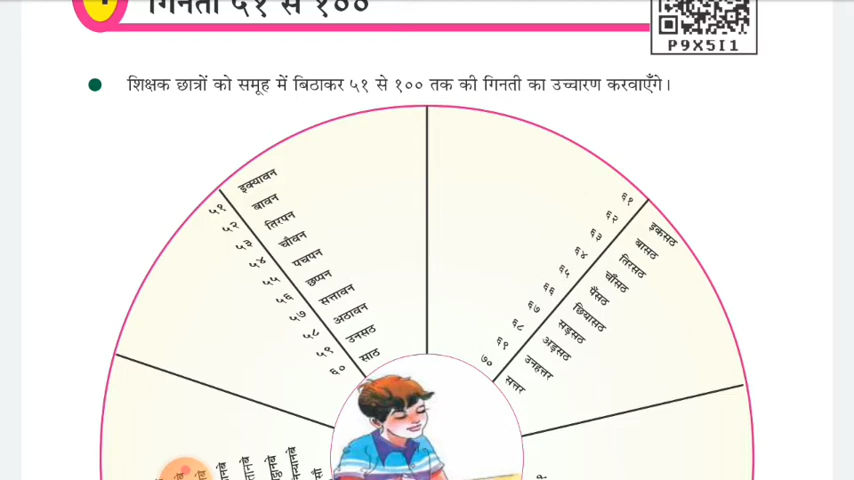 गिनती ५१ से १००
P9X5I1
शिक्षक छात्रों को समूह में बिठाकर ५१ से १०० तक की गिनती का उच्चारण करवाएँगे।
५१ इक्यावन
५२ बावन
५३ तिरपन
५४ चौवन
५५ पचपन
५६ छप्पन
५७ सत्तावन
५८ अठावन
५९ उनसठ
६० साठ
६१ इकसठ
६२ बासठ
६३ तिरसठ
६४ चौंसठ
६५ पैंसठ
६६ छियासठ
६७ सड़सठ
६८ अड़सठ
६९ उनहत्तर
७० सत्तर